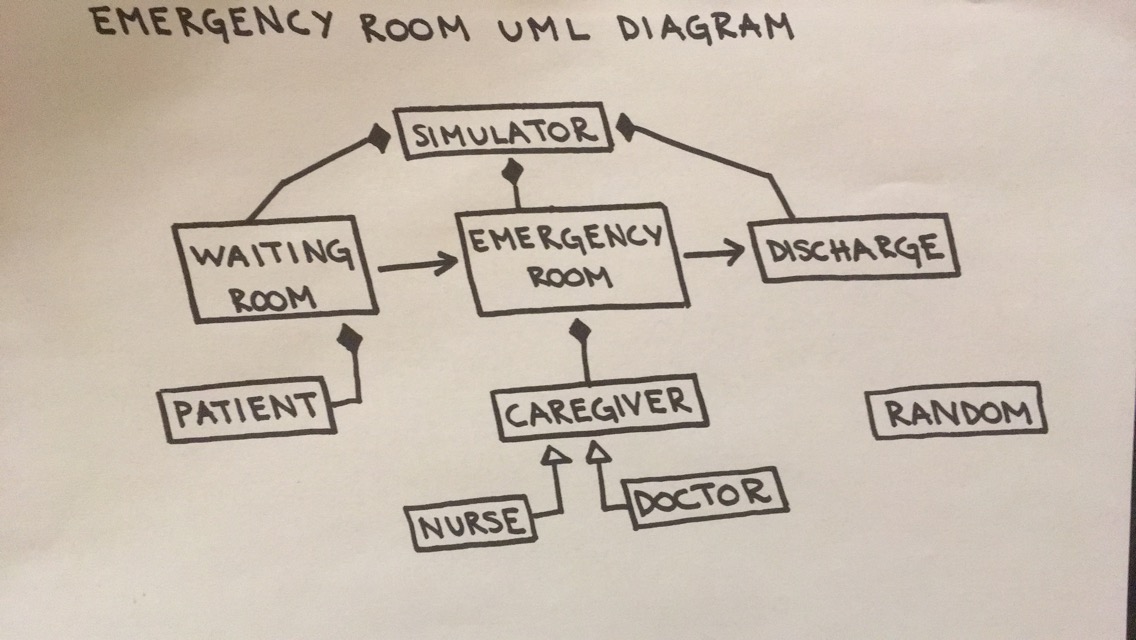 EMERGENCY ROOM UML DIAGRAM
SIMULATOR
WAITING
ROOM
EMERGENCY
ROOM
DISCHARGE
PATIENT
CAREGIVER
RANDOM
NURSE
DOCTOR